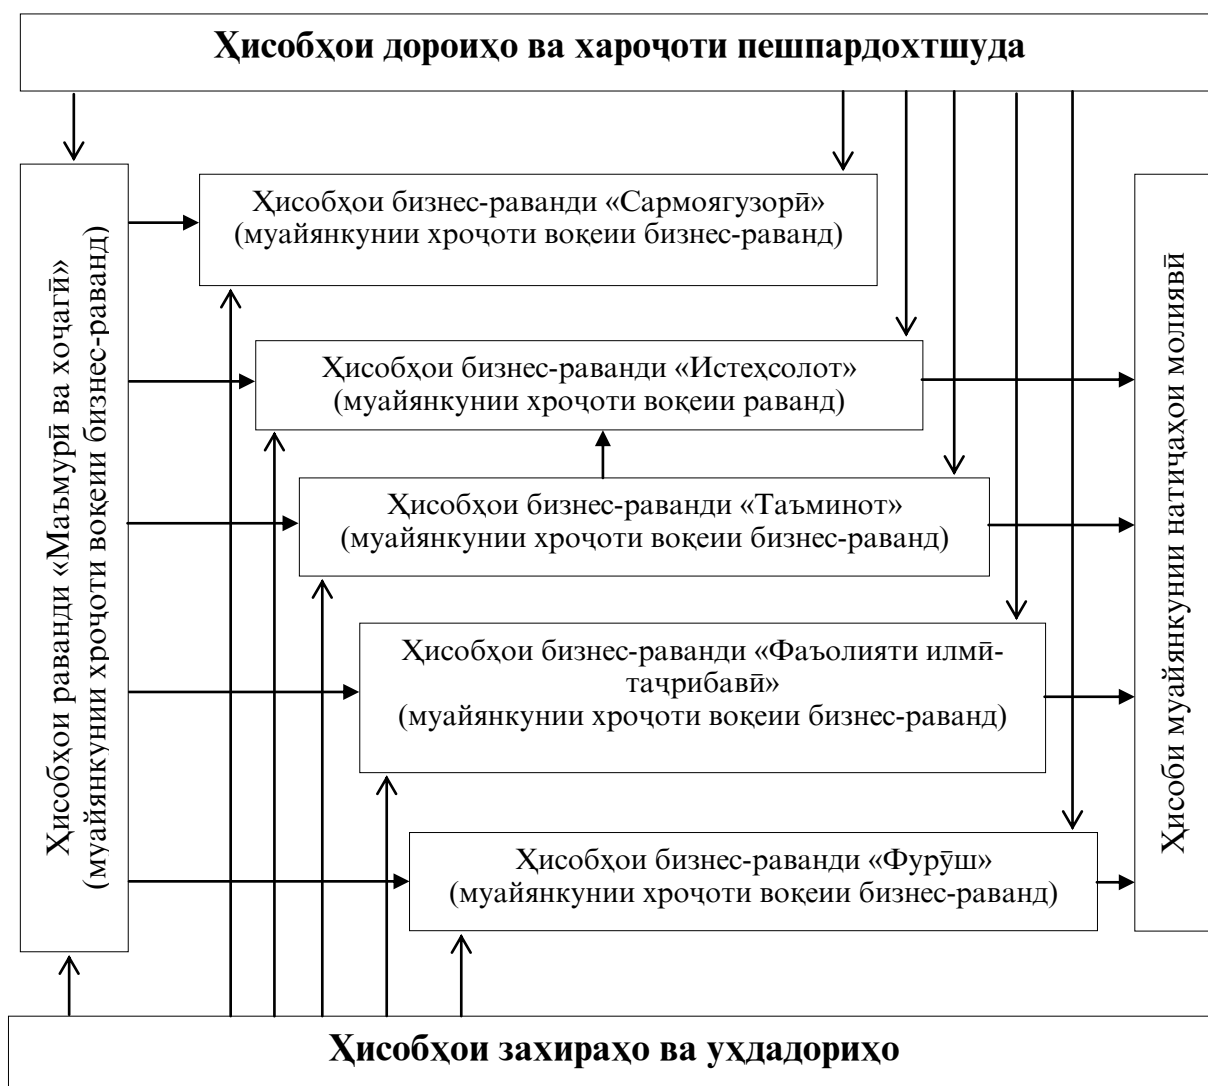 Ҳисобҳои дороиҳо ва хароҷоти пешпардохтшуда
Ҳисобҳои раванди «Маъмурӣ ва хоҷагӣ»
(муайянкунии хроҷоти воқеии бизнес-раванд)
Ҳисобҳои бизнес-раванди «Сармоягузорӣ»
(муайянкунии хроҷоти воқеии бизнес-раванд)
Ҳисобҳои бизнес-раванди «Истеҳсолот»
(муайянкунии хроҷоти воқеии раванд)
Ҳисобҳои бизнес-раванди «Таъминот»
(муайянкунии хроҷоти воқеии бизнес-раванд)
Ҳисобҳои бизнес-раванди «Фаъолияти илмӣ-
таҷрибавӣ»
(муайянкунии хроҷоти воқеии бизнес-раванд)
Ҳисобҳои бизнес-раванди «Фурӯш»
(муайянкунии хроҷоти воқеии бизнес-раванд)
Ҳисоби муайянкунии натиҷаҳои молиявӣ
Ҳисобҳои захираҳо ва уҳдадориҳо